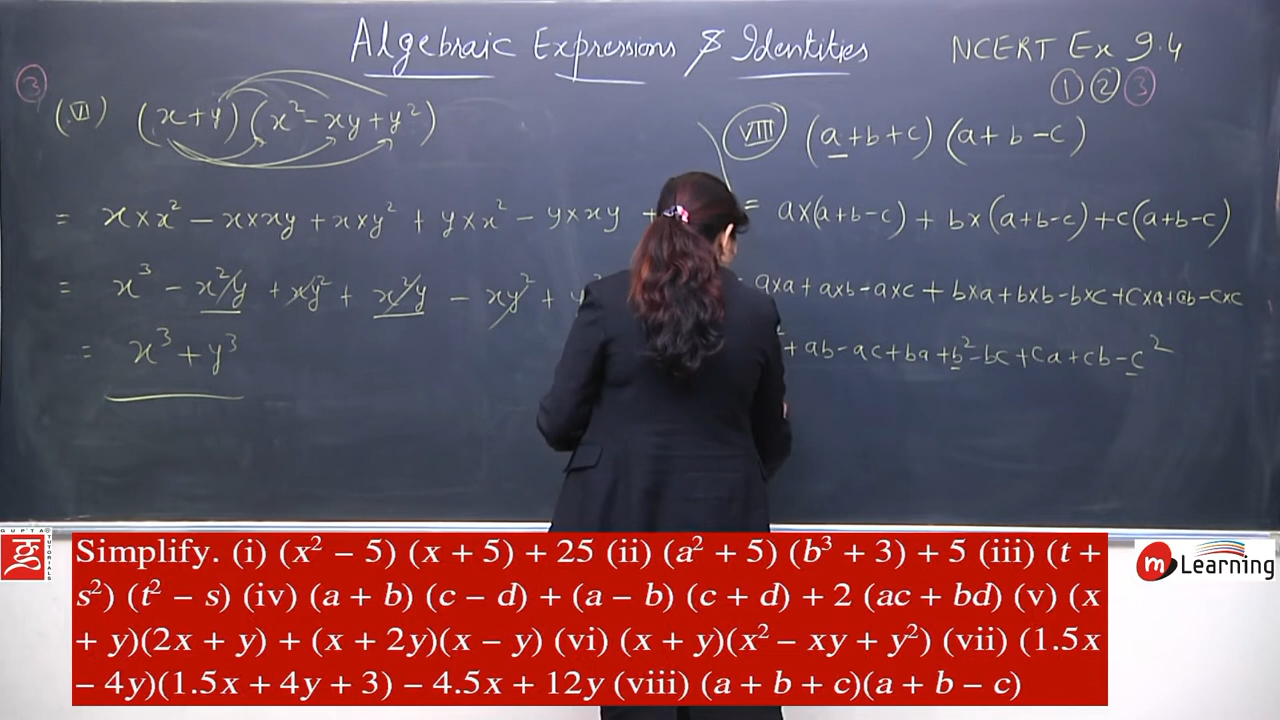 Algebraic Expressions & Identities
NCERT Ex 9.4
① ② ③
③
(VI) (x+y)(x²-xy+y²)
= x×x² - x×xy + x×y² + y×x² - y×xy +
= x³ - x²y + xy² + x²y - xy² +
= x³ + y³
VIII (a+b+c) (a+b-c)
= a×(a+b-c) + b×(a+b-c) + c(a+b-c)
a×a + a×b - a×c + b×a + b×b - b×c + c×a + cb - c×c
+ ab - ac + ba + b² - bc + ca + cb - c²
Simplify. (i) (x² – 5) (x + 5) + 25 (ii) (a² + 5) (b³ + 3) + 5 (iii) (t +
s²) (t² – s) (iv) (a + b) (c – d) + (a – b) (c + d) + 2 (ac + bd) (v) (x
+ y)(2x + y) + (x + 2y)(x – y) (vi) (x + y)(x² – xy + y²) (vii) (1.5x
– 4y)(1.5x + 4y + 3) – 4.5x + 12y (viii) (a + b + c)(a + b – c)
GUPTA TUTORIALS
m Learning